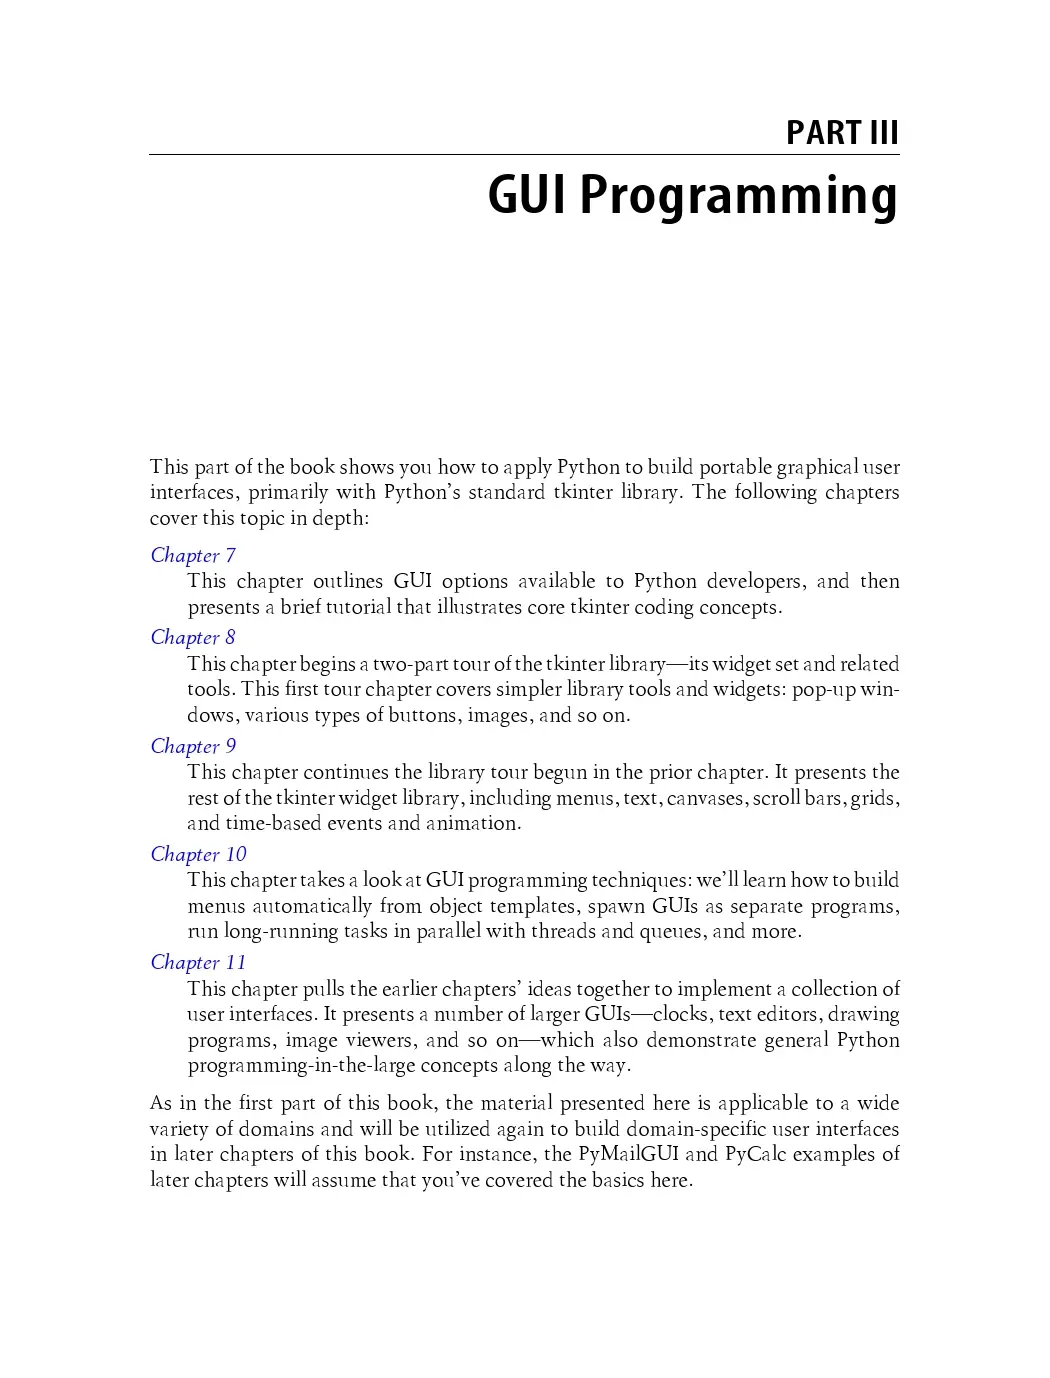 PART III
GUI Programming
This part of the book shows you how to apply Python to build portable graphical user
interfaces, primarily with Python’s standard tkinter library. The following chapters
cover this topic in depth:
Chapter 7
This chapter outlines GUI options available to Python developers, and then
presents a brief tutorial that illustrates core tkinter coding concepts.
Chapter 8
This chapter begins a two-part tour of the tkinter library—its widget set and related
tools. This first tour chapter covers simpler library tools and widgets: pop-up win-
dows, various types of buttons, images, and so on.
Chapter 9
This chapter continues the library tour begun in the prior chapter. It presents the
rest of the tkinter widget library, including menus, text, canvases, scroll bars, grids,
and time-based events and animation.
Chapter 10
This chapter takes a look at GUI programming techniques: we’ll learn how to build
menus automatically from object templates, spawn GUIs as separate programs,
run long-running tasks in parallel with threads and queues, and more.
Chapter 11
This chapter pulls the earlier chapters’ ideas together to implement a collection of
user interfaces. It presents a number of larger GUIs—clocks, text editors, drawing
programs, image viewers, and so on—which also demonstrate general Python
programming-in-the-large concepts along the way.
As in the first part of this book, the material presented here is applicable to a wide
variety of domains and will be utilized again to build domain-specific user interfaces
in later chapters of this book. For instance, the PyMailGUI and PyCalc examples of
later chapters will assume that you’ve covered the basics here.